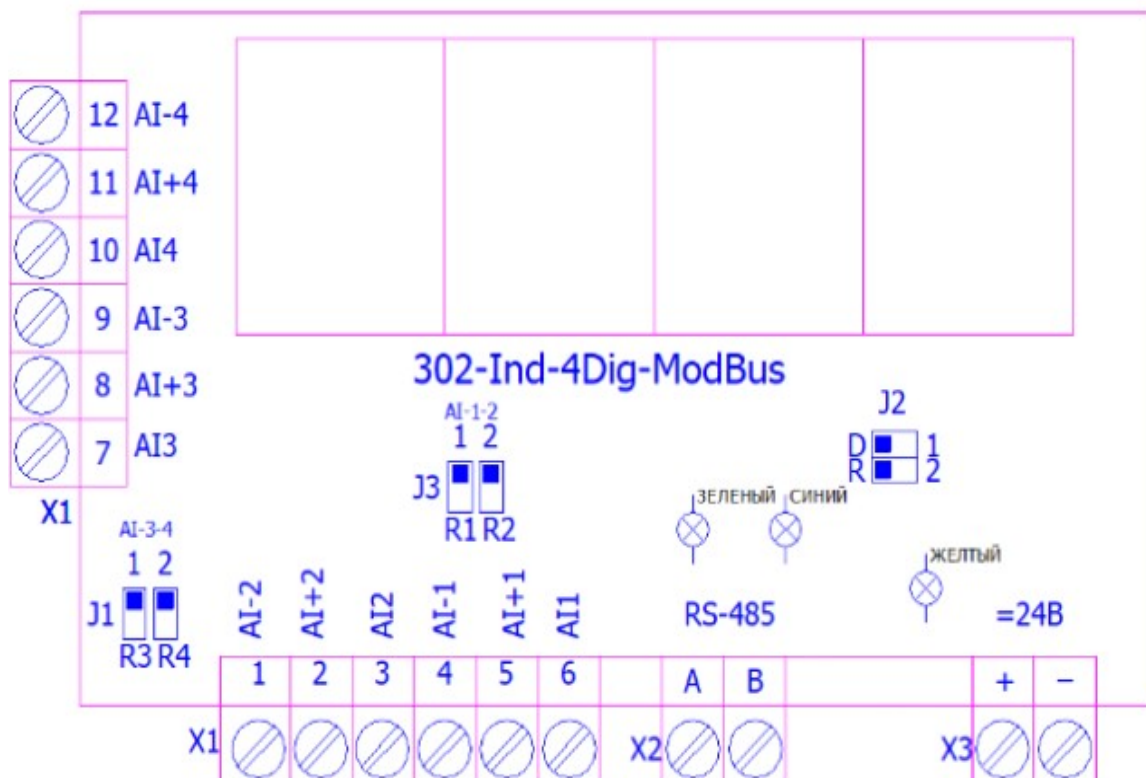 12 AI-4
11 AI+4
10 AI4
9 AI-3
8 AI+3
7 AI3
X1
302-Ind-4Dig-ModBus
AI-1-2
1 2
J3
R1 R2
J2
D 1
R 2
ЗЕЛЕНЫЙ СИНИЙ
ЖЕЛТЫЙ
AI-3-4
1 2
J1
R3 R4
AI-2 AI+2 AI2 AI-1 AI+1 AI1
RS-485
=24В
1 2 3 4 5 6 A B + −
X1 X2 X3